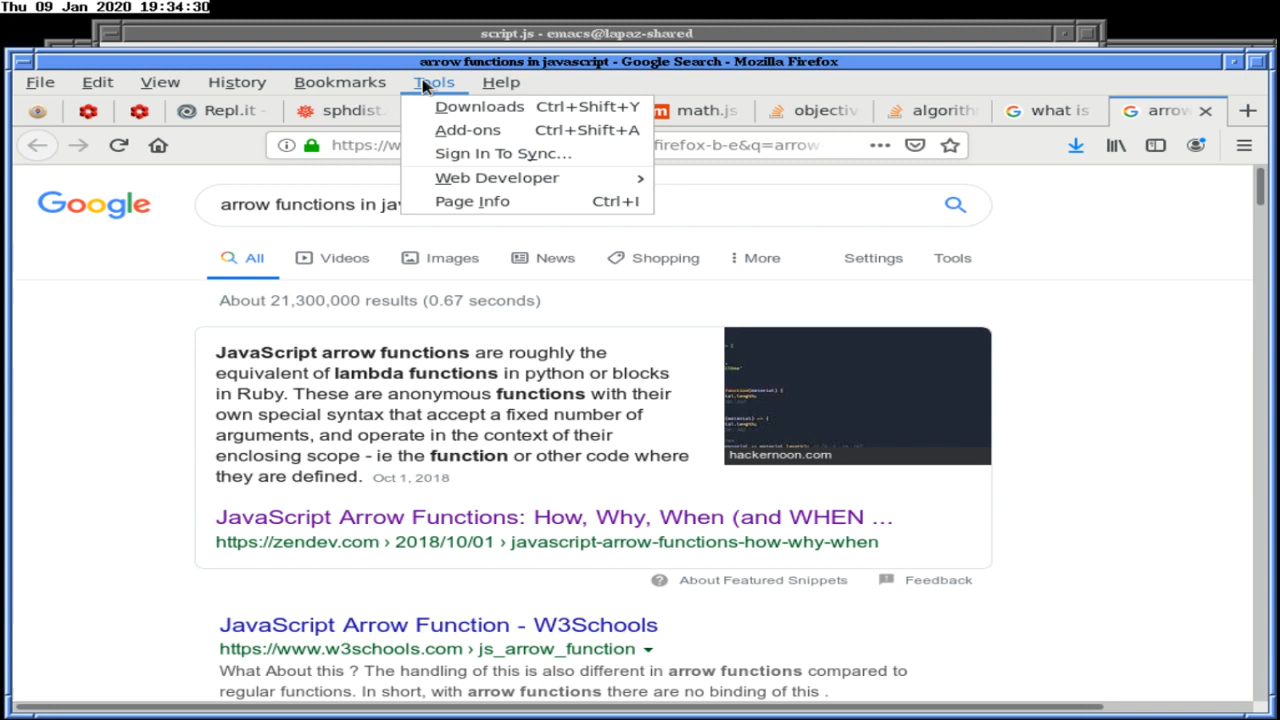 Thu 09 Jan 2020 19:34:30
script.js - emacs@lapaz-shared
arrow functions in javascript - Google Search - Mozilla Firefox
File Edit View History Bookmarks Tools Help
Repl.it - sphdist math.js objectiv algorithm what is arrow
Downloads Ctrl+Shift+Y
Add-ons Ctrl+Shift+A
Sign In To Sync...
Web Developer
Page Info Ctrl+I
https://w firefox-b-e&q=arrow
Google arrow functions in jav
All Videos Images News Shopping More Settings Tools
About 21,300,000 results (0.67 seconds)
JavaScript arrow functions are roughly the
equivalent of lambda functions in python or blocks
in Ruby. These are anonymous functions with their
own special syntax that accept a fixed number of
arguments, and operate in the context of their
enclosing scope - ie the function or other code where
they are defined. Oct 1, 2018
hackernoon.com
JavaScript Arrow Functions: How, Why, When (and WHEN ...
https://zendev.com › 2018/10/01 › javascript-arrow-functions-how-why-when
About Featured Snippets Feedback
JavaScript Arrow Function - W3Schools
https://www.w3schools.com › js_arrow_function
What About this ? The handling of this is also different in arrow functions compared to
regular functions. In short, with arrow functions there are no binding of this .